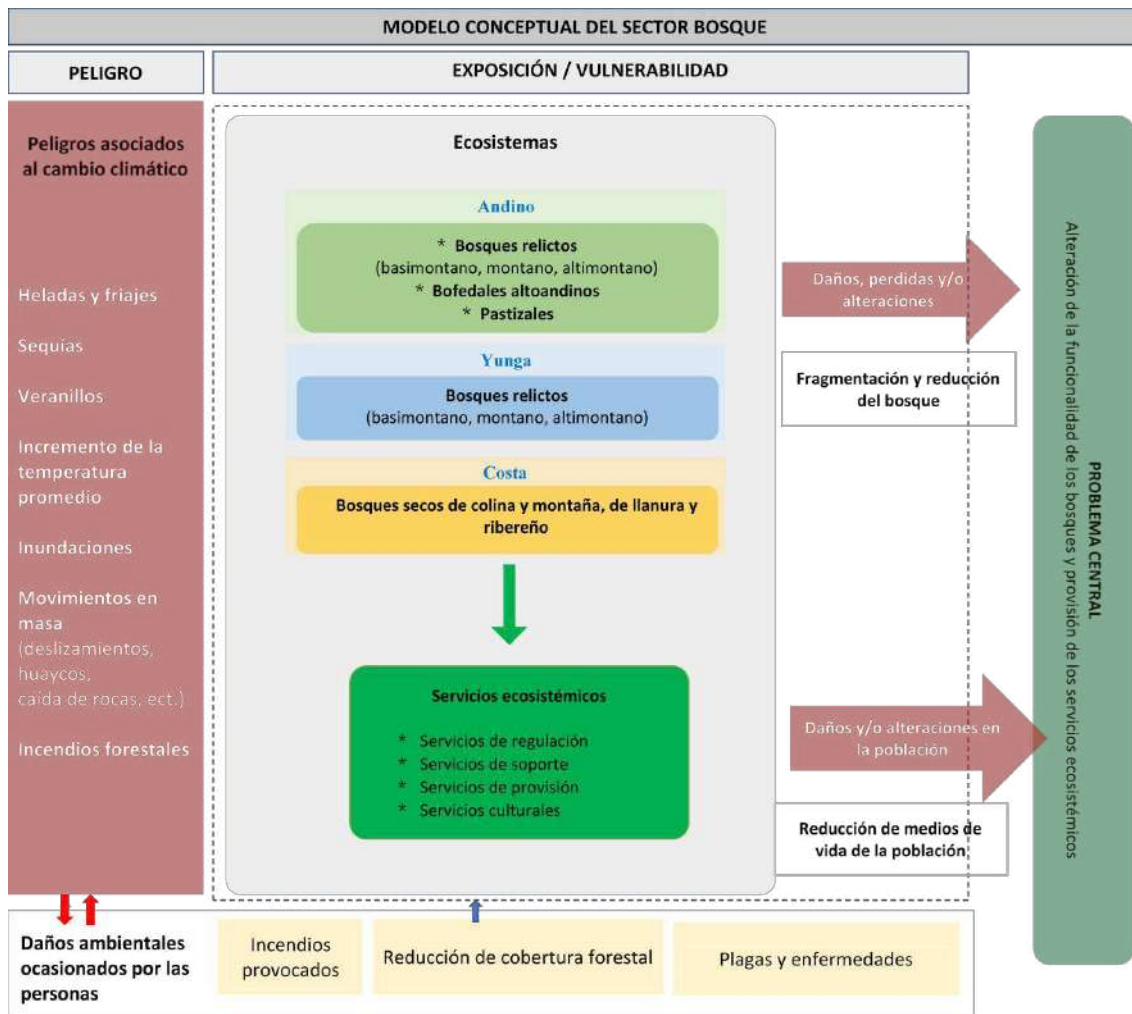 MODELO CONCEPTUAL DEL SECTOR BOSQUE
PELIGRO
EXPOSICIÓN / VULNERABILIDAD
Peligros asociados
al cambio climático
Heladas y friajes
Sequías
Veranillos
Incremento de la
temperatura
promedio
Inundaciones
Movimientos en
masa
(deslizamientos,
huaycos,
caída de rocas, ect.)
Incendios forestales
Ecosistemas
Andino
* Bosques relictos
(basimontano, montano, altimontano)
* Bofedales altoandinos
* Pastizales
Yunga
Bosques relictos
(basimontano, montano, altimontano)
Costa
Bosques secos de colina y montaña, de llanura y
ribereño
Servicios ecosistémicos
* Servicios de regulación
* Servicios de soporte
* Servicios de provisión
* Servicios culturales
Daños, perdidas y/o
alteraciones
Fragmentación y reducción
del bosque
Daños y/o alteraciones en
la población
Reducción de medios de
vida de la población
PROBLEMA CENTRAL
Alteración de la funcionalidad de los bosques y provisión de los servicios ecosistémicos
Daños ambientales
ocasionados por las
personas
Incendios
provocados
Reducción de cobertura forestal
Plagas y enfermedades